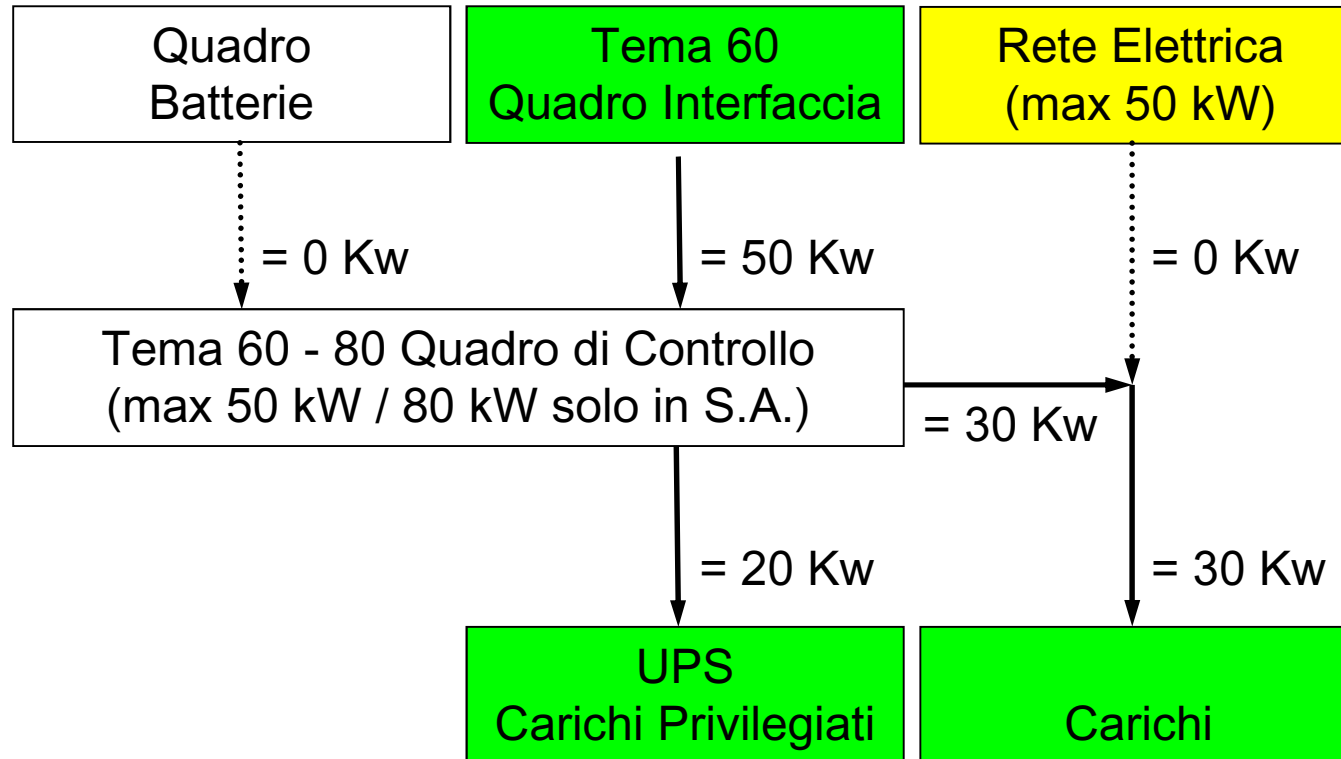 Quadro
Batterie
Tema 60
Quadro Interfaccia
Rete Elettrica
(max 50 kW)
= 0 Kw
= 50 Kw
= 0 Kw
Tema 60 - 80 Quadro di Controllo
(max 50 kW / 80 kW solo in S.A.)
= 30 Kw
= 20 Kw
= 30 Kw
UPS
Carichi Privilegiati
Carichi